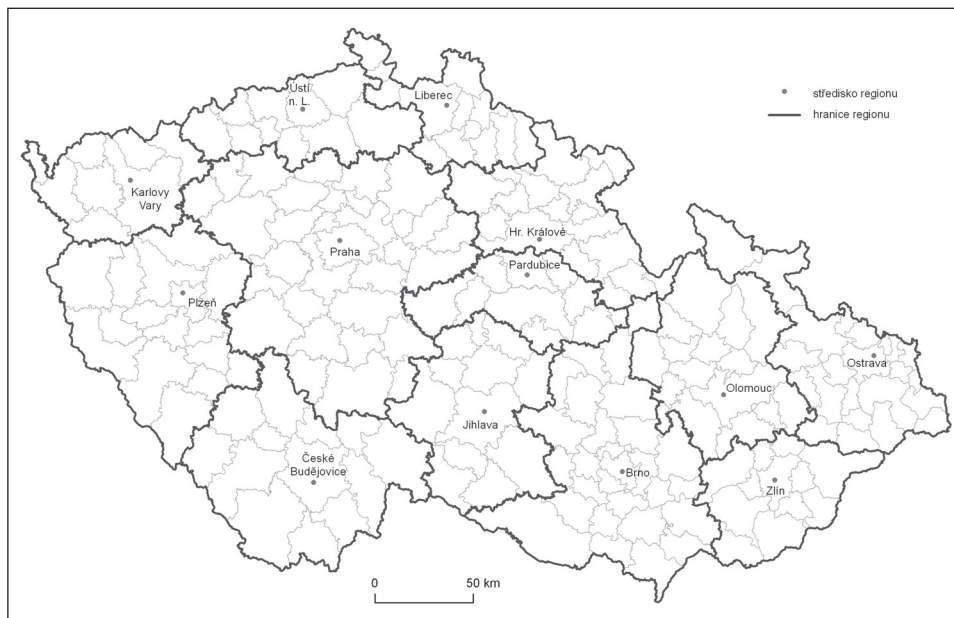 Ústí
n. L.
Liberec
středisko regionu
hranice regionu
Karlovy
Vary
Hr. Králové
Praha
Pardubice
Plzeň
Ostrava
Olomouc
Jihlava
České
Budějovice
Brno
Zlín
0 50 km